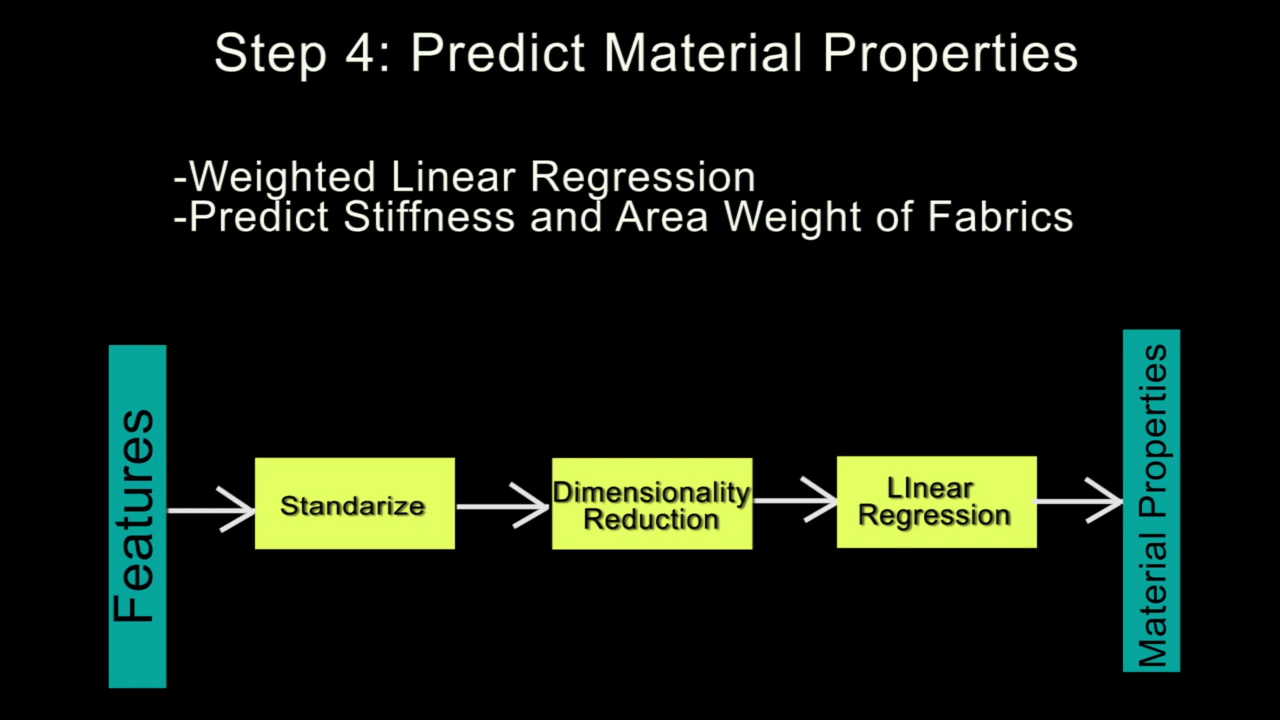 Step 4: Predict Material Properties
-Weighted Linear Regression
-Predict Stiffness and Area Weight of Fabrics
Features
Standarize
Dimensionality
Reduction
LInear
Regression
Material Properties